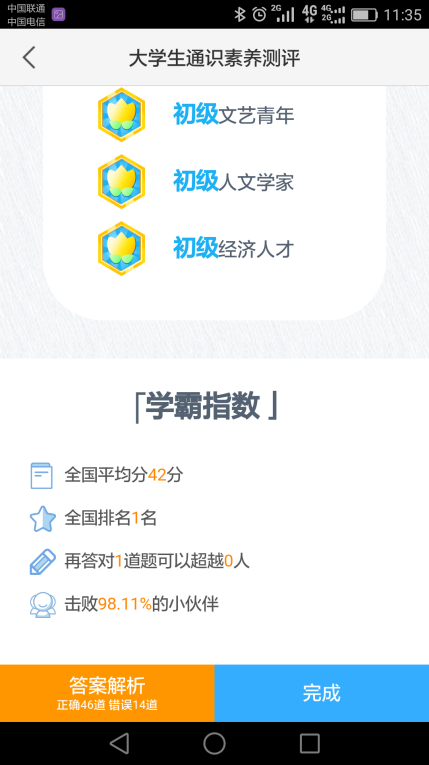 中国联通
中国电信
2G 4G 4G 2G 11:35
大学生通识素养测评
初级文艺青年
初级人文学家
初级经济人才
「学霸指数」
全国平均分42分
全国排名1名
再答对1道题可以超越0人
击败98.11%的小伙伴
答案解析
正确46道 错误14道
完成